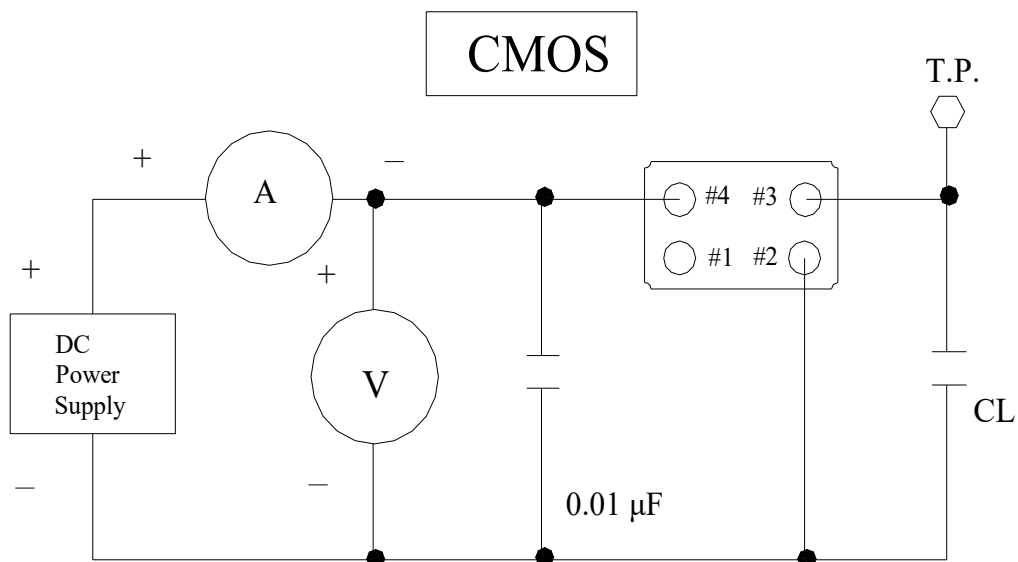 CMOS
T.P.
+
A
–
#4 #3
#1 #2
+
+
DC
Power
Supply
V
CL
–
–
0.01 μF